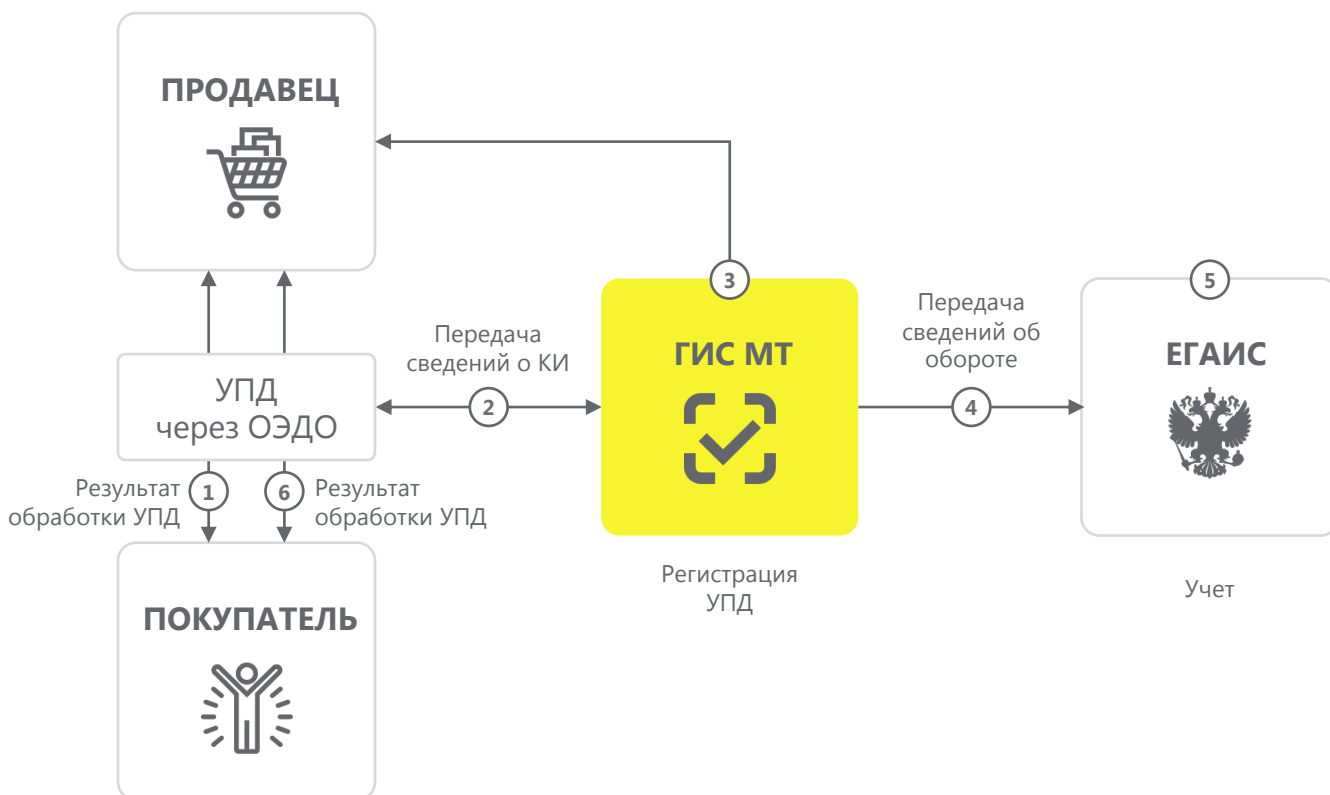 ПРОДАВЕЦ
3
5
Передача
сведений о КИ
ГИС МТ
Передача
сведений об
обороте
ЕГАИС
УПД
через ОЭДО
2
4
Результат
обработки УПД
1
6
Результат
обработки УПД
Регистрация
УПД
Учет
ПОКУПАТЕЛЬ